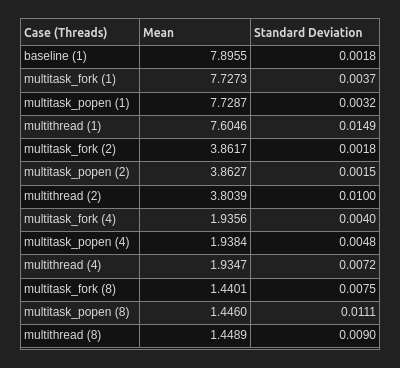 Case (Threads) Mean Standard Deviation
baseline (1) 7.8955 0.0018
multitask_fork (1) 7.7273 0.0037
multitask_popen (1) 7.7287 0.0032
multithread (1) 7.6046 0.0149
multitask_fork (2) 3.8617 0.0018
multitask_popen (2) 3.8627 0.0015
multithread (2) 3.8039 0.0100
multitask_fork (4) 1.9356 0.0040
multitask_popen (4) 1.9384 0.0048
multithread (4) 1.9347 0.0072
multitask_fork (8) 1.4401 0.0075
multitask_popen (8) 1.4460 0.0111
multithread (8) 1.4489 0.0090